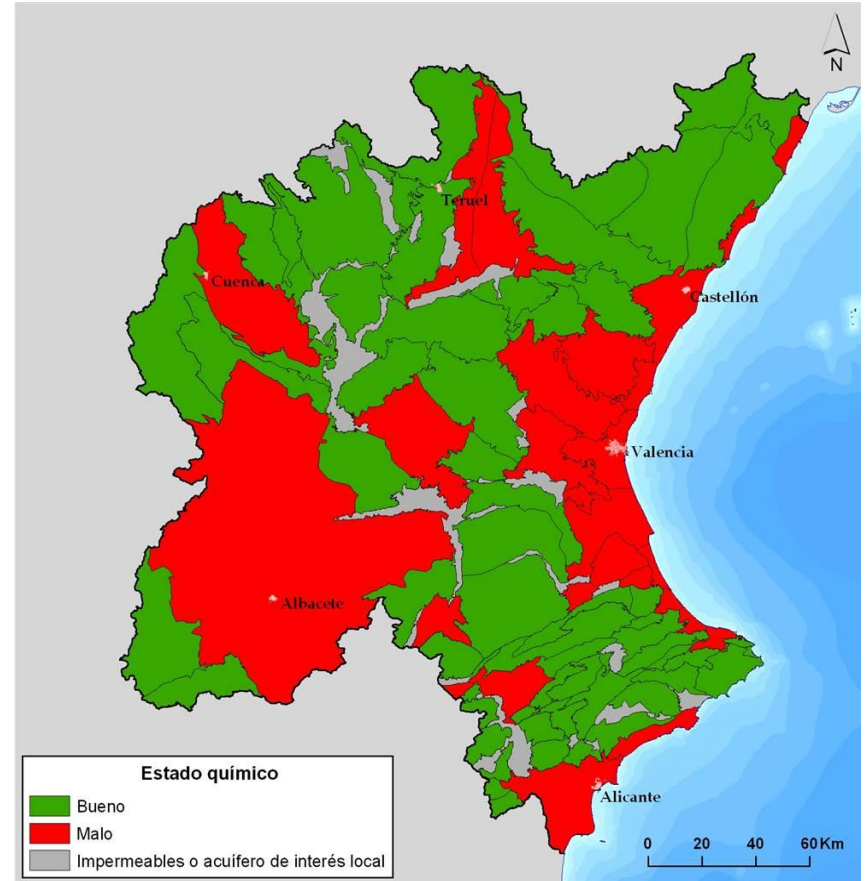 N
Teruel
Cuenca
Castellón
Valencia
Albacete
Alicante
Estado químico
Bueno
Malo
Impermeables o acuífero de interés local
0 20 40 60 Km